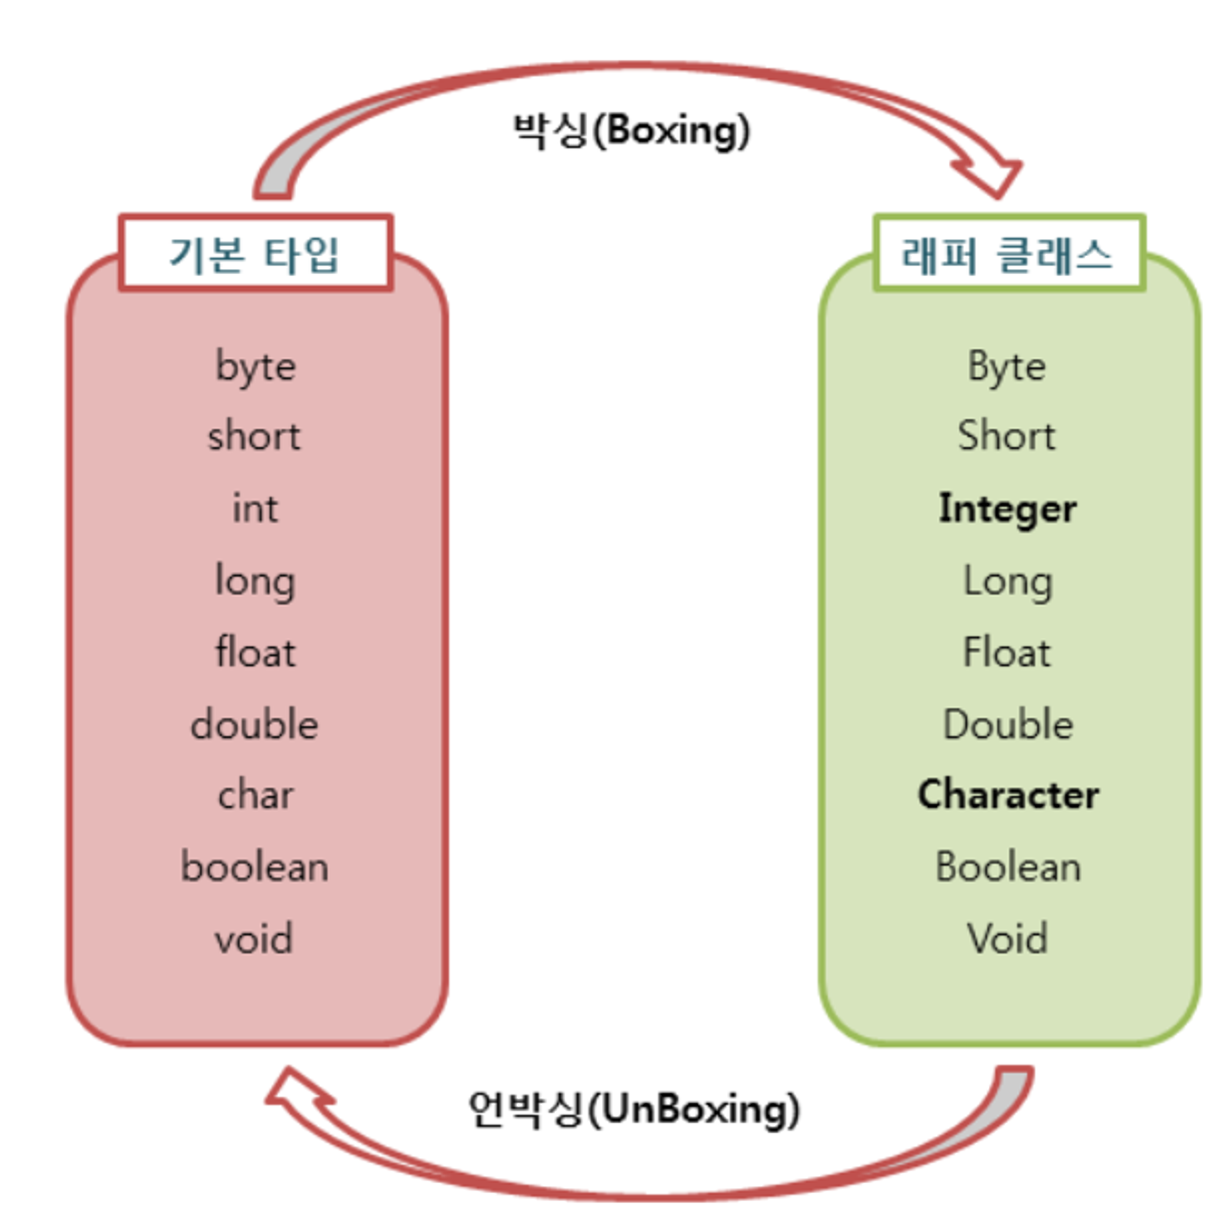 박싱(Boxing)
기본 타입
byte
short
int
long
float
double
char
boolean
void
래퍼 클래스
Byte
Short
Integer
Long
Float
Double
Character
Boolean
Void
언박싱(UnBoxing)